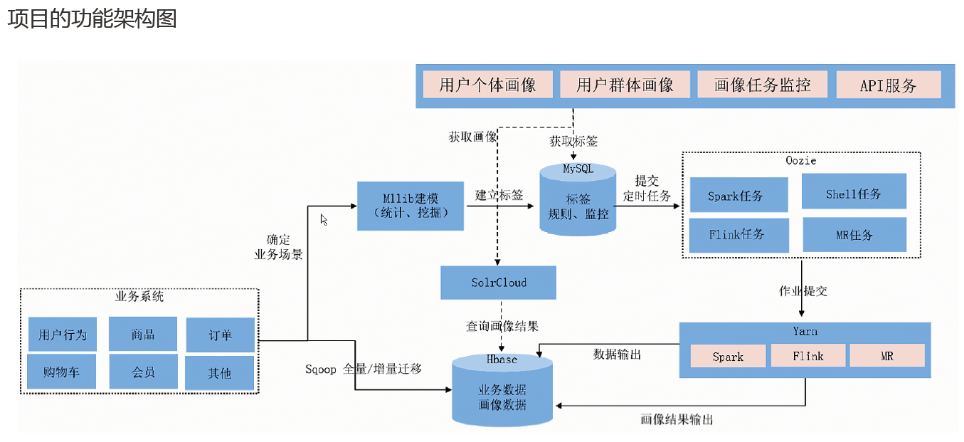 项目的功能架构图
用户个体画像
用户群体画像
画像任务监控
API服务
获取画像
获取标签
MySQL
标签
规则、监控
Mllib建模
（统计、挖掘）
建立标签
提交
定时任务
Oozie
Spark任务
Shell任务
Flink任务
MR任务
确定
业务场景
SolrCloud
作业提交
业务系统
用户行为
商品
订单
购物车
会员
其他
查询画像结果
Sqoop 全量/增量迁移
Hbase
业务数据
画像数据
数据输出
Yarn
Spark
Flink
MR
画像结果输出